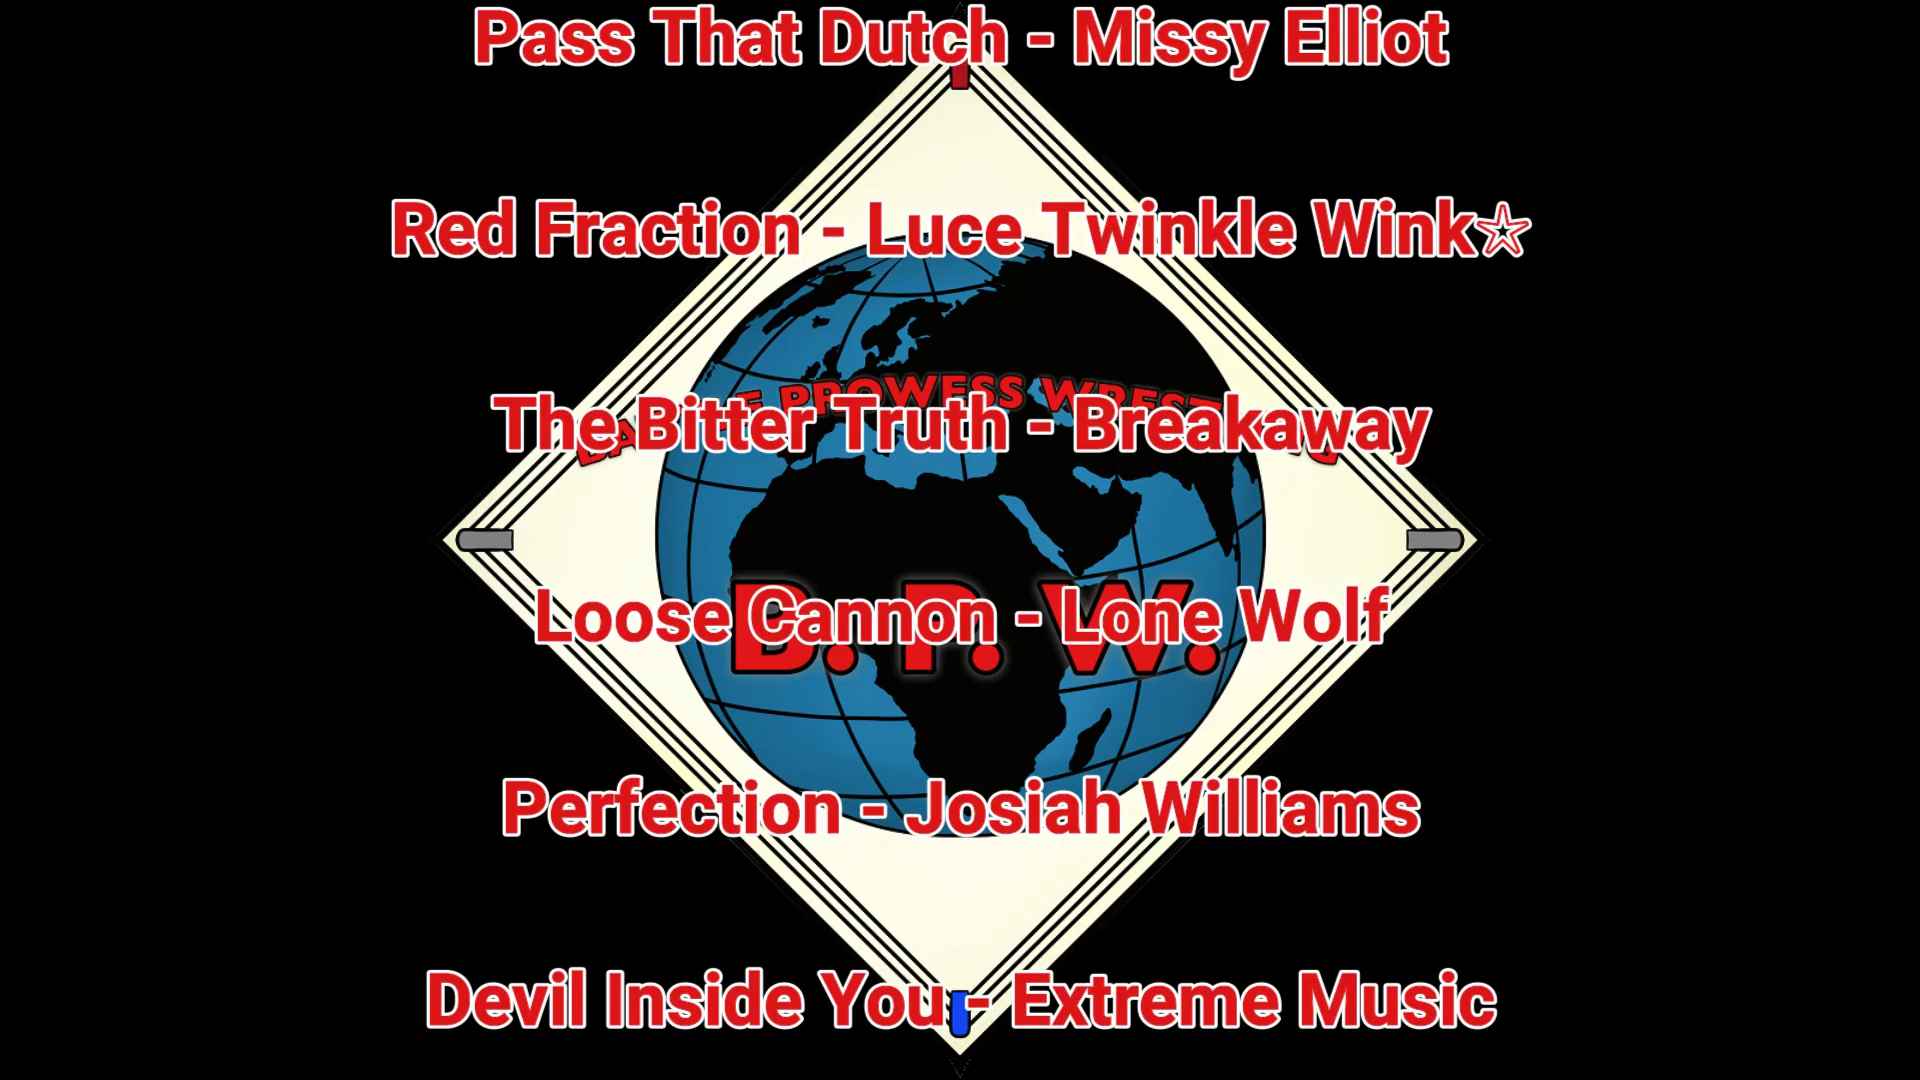 Pass That Dutch - Missy Elliot
Red Fraction - Luce Twinkle Wink☆
PROWESS
The Bitter Truth - Breakaway
B. P. W.
Loose Cannon - Lone Wolf
Perfection - Josiah Williams
Devil Inside You - Extreme Music